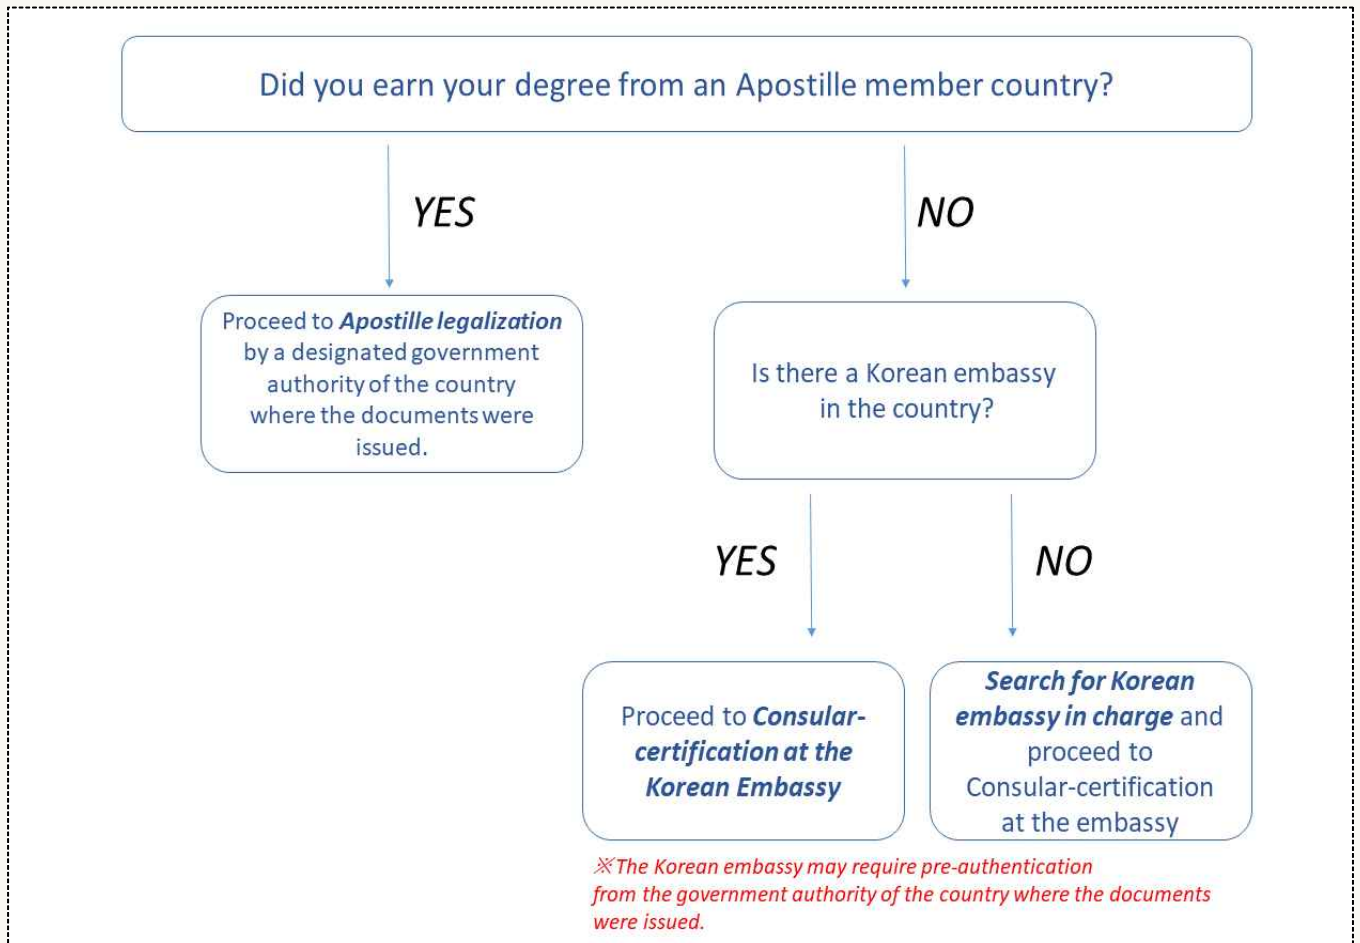 Did you earn your degree from an Apostille member country?
YES
NO
Proceed to Apostille legalization
by a designated government
authority of the country
where the documents were
issued.
Is there a Korean embassy
in the country?
YES
NO
Proceed to Consular-
certification at the
Korean Embassy
Search for Korean
embassy in charge and
proceed to
Consular-certification
at the embassy
※ The Korean embassy may require pre-authentication
from the government authority of the country where the documents
were issued.